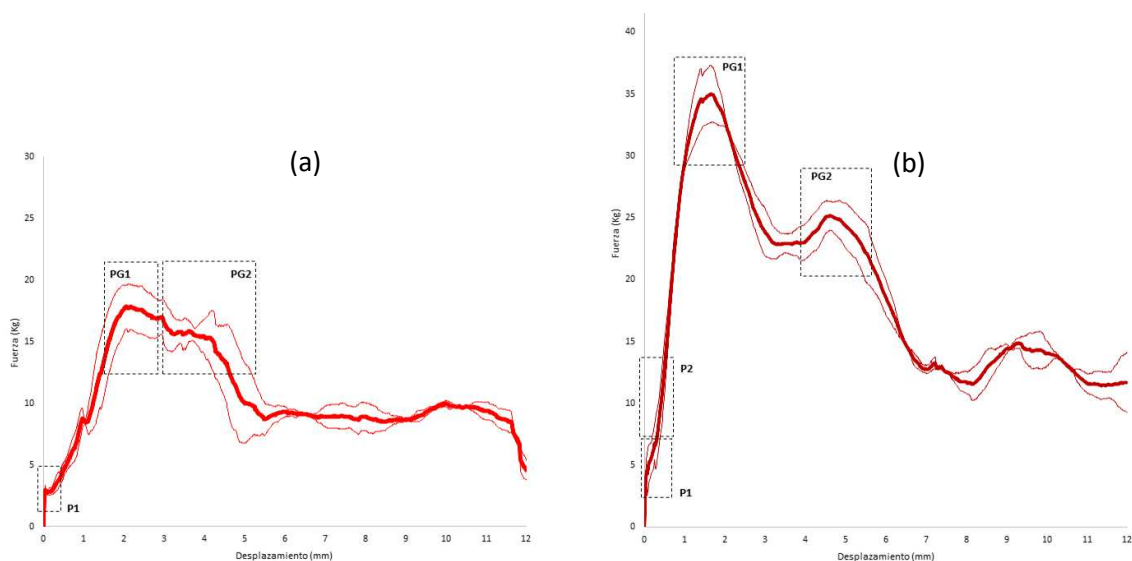 (a)
30
25
20
15
10
5
0
Fuerza (Kg)
PG1
PG2
P1
0 1 2 3 4 5 6 7 8 9 10 11 12
Desplazamiento (mm)
(b)
40
35
30
25
20
15
10
5
0
Fuerza (Kg)
PG1
PG2
P2
P1
0 1 2 3 4 5 6 7 8 9 10 11 12
Desplazamiento (mm)